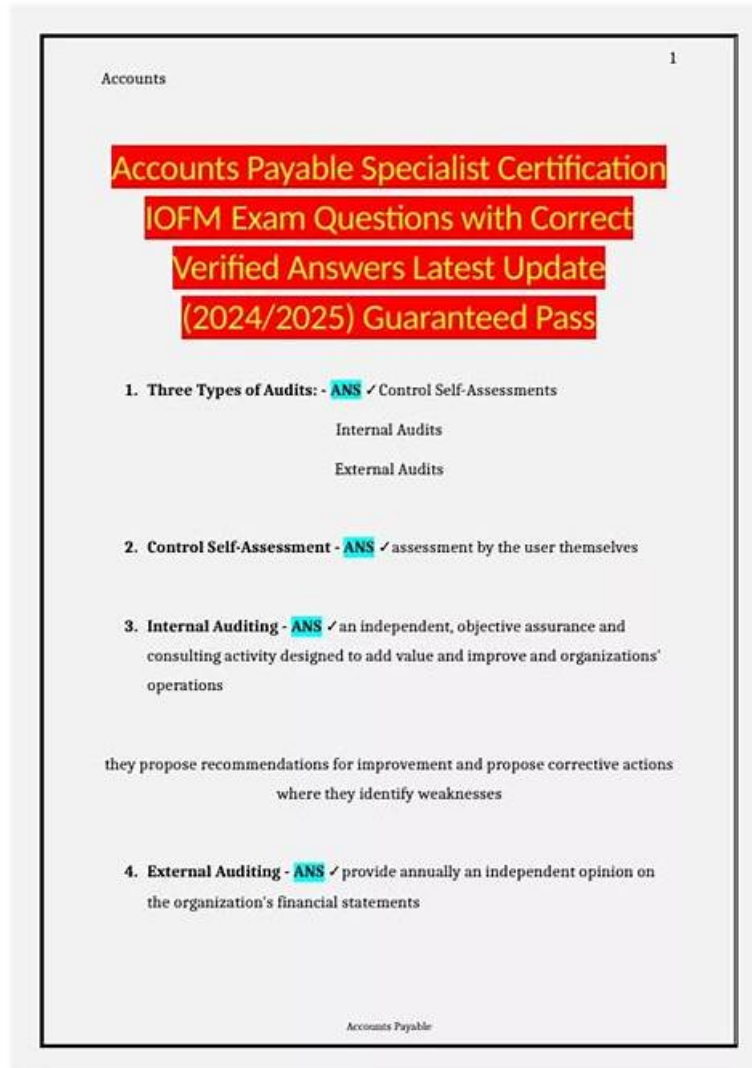 1
Accounts
Accounts Payable Specialist Certification
IOFM Exam Questions with Correct
Verified Answers Latest Update
(2024/2025) Guaranteed Pass
1. Three Types of Audits: - ANS ✓Control Self-Assessments
Internal Audits
External Audits
2. Control Self-Assessment - ANS ✓assessment by the user themselves
3. Internal Auditing - ANS ✓an independent, objective assurance and
consulting activity designed to add value and improve and organizations'
operations
they propose recommendations for improvement and propose corrective actions
where they identify weaknesses
4. External Auditing - ANS ✓provide annually an independent opinion on
the organization's financial statements
Accounts Payable